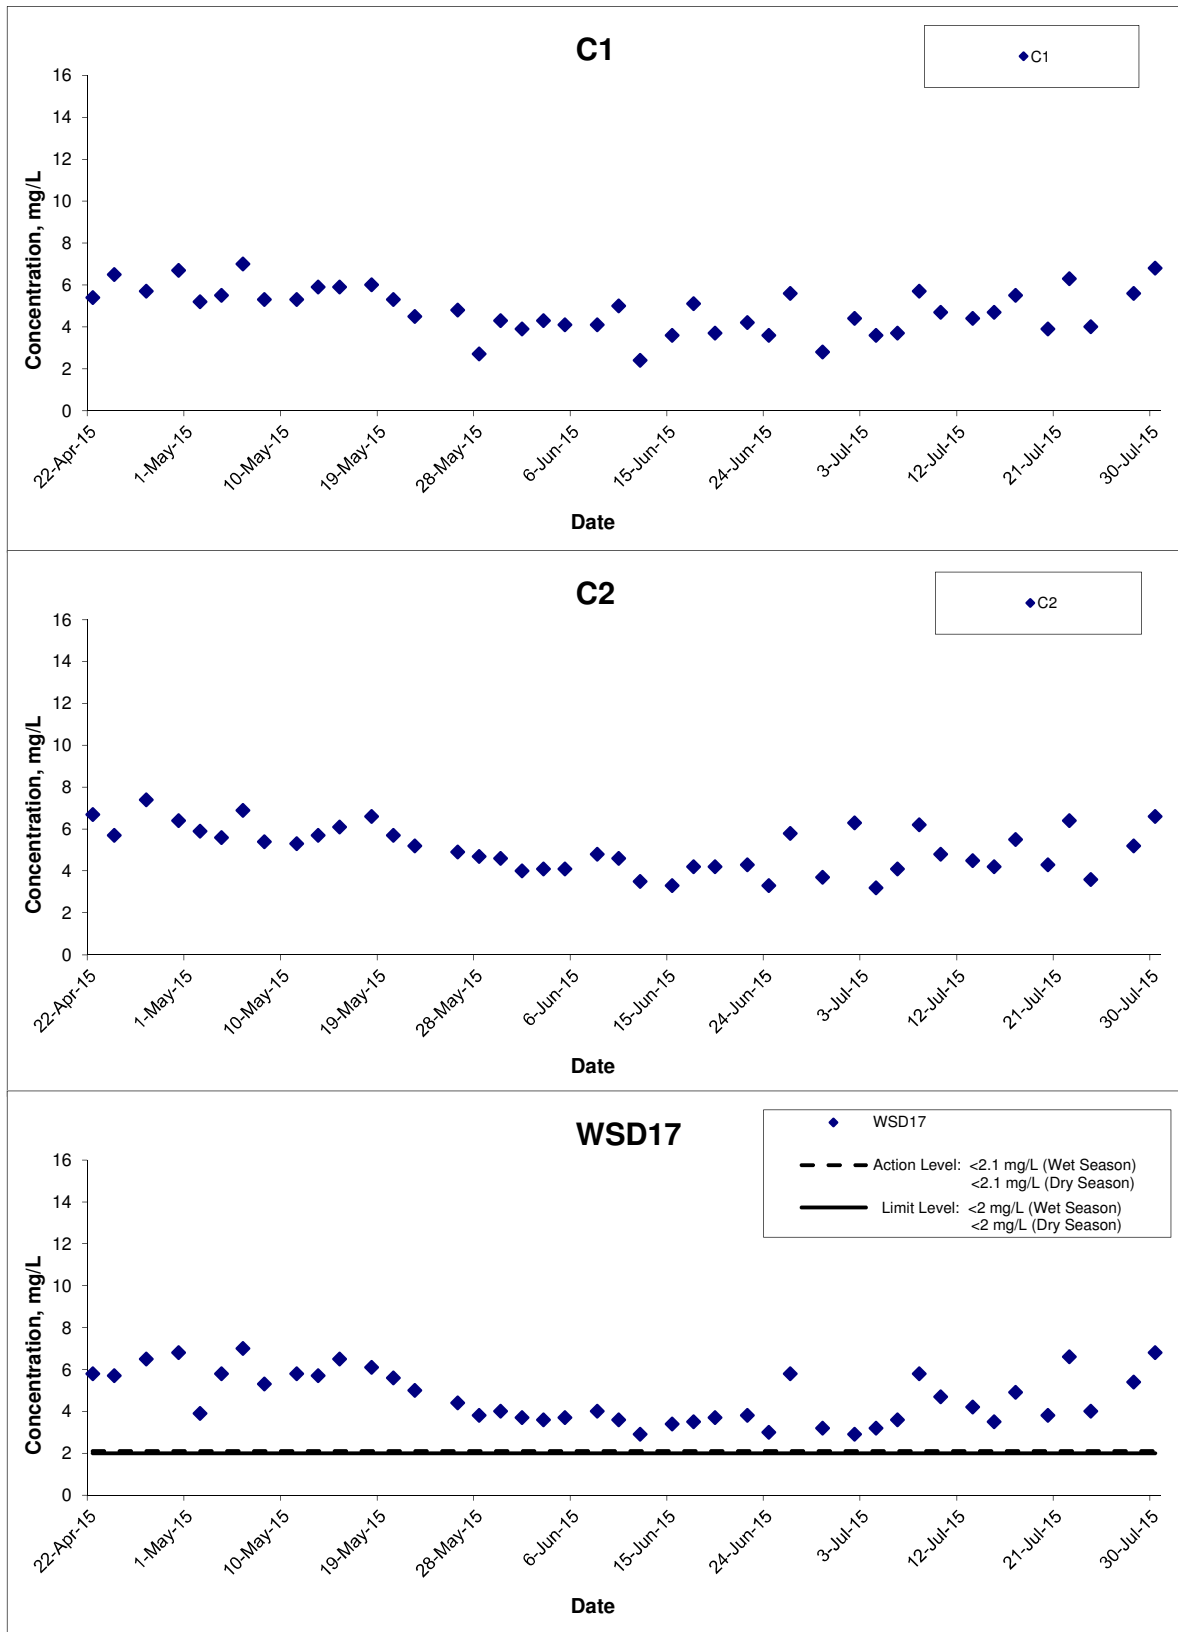 C1
C1
16
14
12
10
8
6
4
2
0
Concentration, mg/L
22-Apr-15
1-May-15
10-May-15
19-May-15
28-May-15
6-Jun-15
15-Jun-15
24-Jun-15
3-Jul-15
12-Jul-15
21-Jul-15
30-Jul-15
Date
C2
C2
16
14
12
10
8
6
4
2
0
Concentration, mg/L
22-Apr-15
1-May-15
10-May-15
19-May-15
28-May-15
6-Jun-15
15-Jun-15
24-Jun-15
3-Jul-15
12-Jul-15
21-Jul-15
30-Jul-15
Date
WSD17
WSD17
Action Level: <2.1 mg/L (Wet Season)
<2.1 mg/L (Dry Season)
Limit Level: <2 mg/L (Wet Season)
<2 mg/L (Dry Season)
16
14
12
10
8
6
4
2
0
Concentration, mg/L
22-Apr-15
1-May-15
10-May-15
19-May-15
28-May-15
6-Jun-15
15-Jun-15
24-Jun-15
3-Jul-15
12-Jul-15
21-Jul-15
30-Jul-15
Date